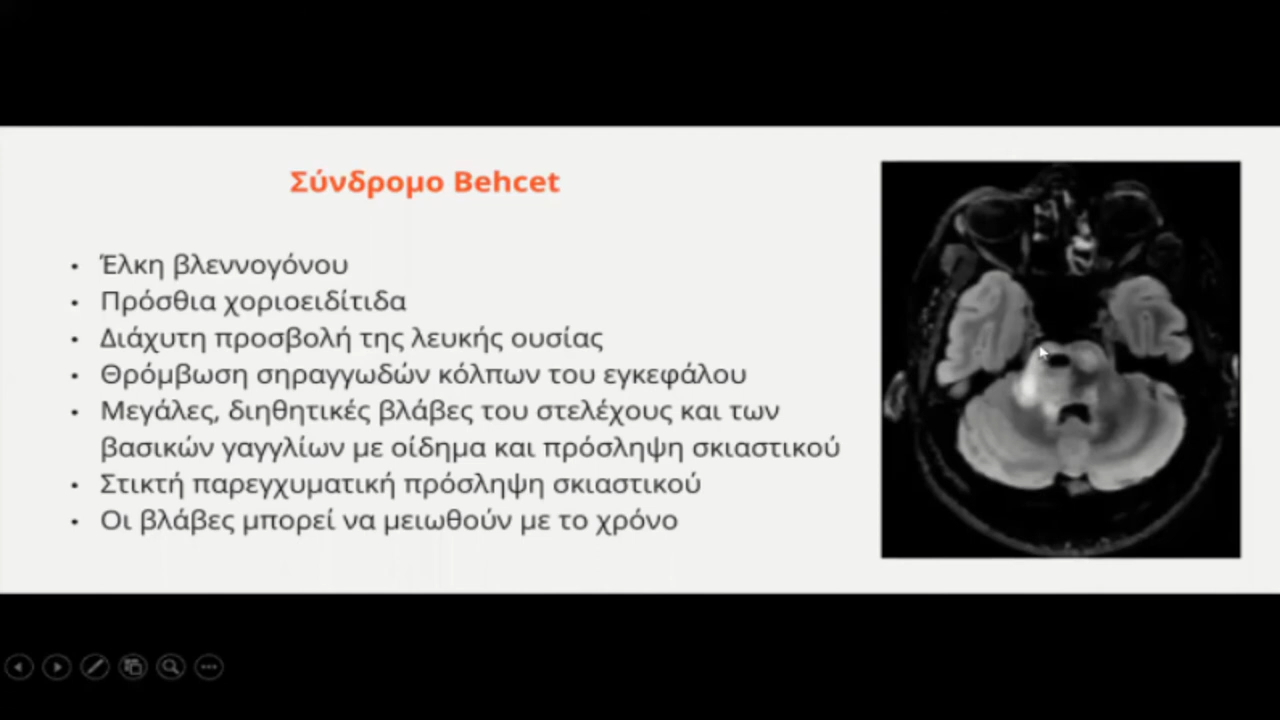 Σύνδρομο Behcet
• Έλκη βλεννογόνου
• Πρόσθια χοριοειδίτιδα
• Διάχυτη προσβολή της λευκής ουσίας
• Θρόμβωση σηραγγωδών κόλπων του εγκεφάλου
• Μεγάλες, διηθητικές βλάβες του στελέχους και των
βασικών γαγγλίων με οίδημα και πρόσληψη σκιαστικού
• Στικτή παρεγχυματική πρόσληψη σκιαστικού
• Οι βλάβες μπορεί να μειωθούν με το χρόνο